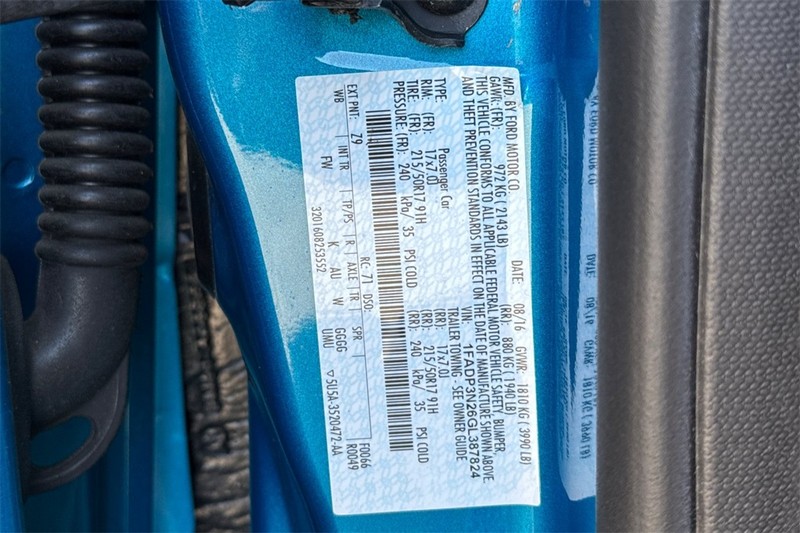 MFD. BY FORD MOTOR CO.
DATE: 08/16 GVWR: 1810 KG ( 3990 LB)
GAWR: (FR): 972 KG ( 2143 LB) (RR): 880 KG ( 1940 LB)
THIS VEHICLE CONFORMS TO ALL APPLICABLE FEDERAL MOTOR VEHICLE SAFETY, BUMPER,
AND THEFT PREVENTION STANDARDS IN EFFECT ON THE DATE OF MANUFACTURE SHOWN ABOVE.
VIN: 1FADP3N26GL387824
TYPE: Passenger Car TRAILER TOWING - SEE OWNER GUIDE
RIM: (FR): 17x7.0J (RR): 17x7.0J
TIRE: (FR): 215/50R17 91H (RR): 215/50R17 91H
PRESSURE: (FR): 240 kPa/ 35 PSI COLD (RR): 240 kPa/ 35 PSI COLD
EXT PNT: Z9 RC: 71 DSO: F0066
R0049
WB INT TR TP/PS R AXLE TR SPR
FW K AU W GGGG
UMU
3201608253552 ▽5U5A-3520472-AA